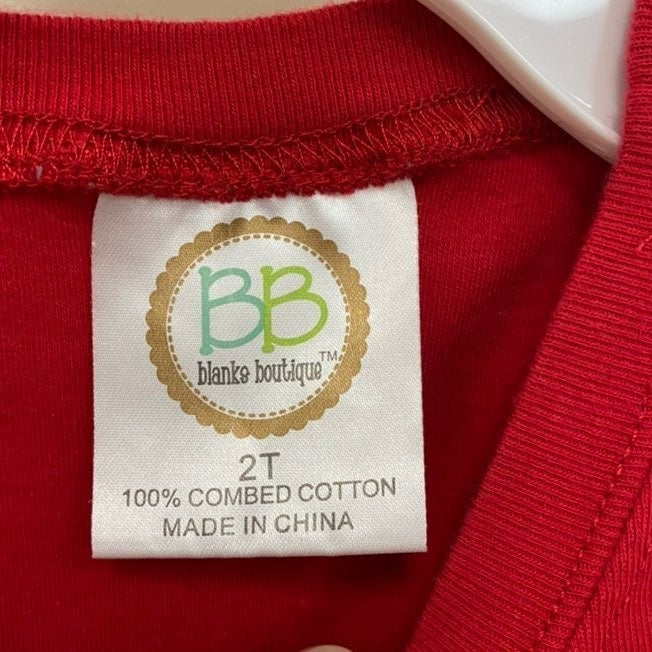 BB
blanks boutique™
2T
100% COMBED COTTON
MADE IN CHINA